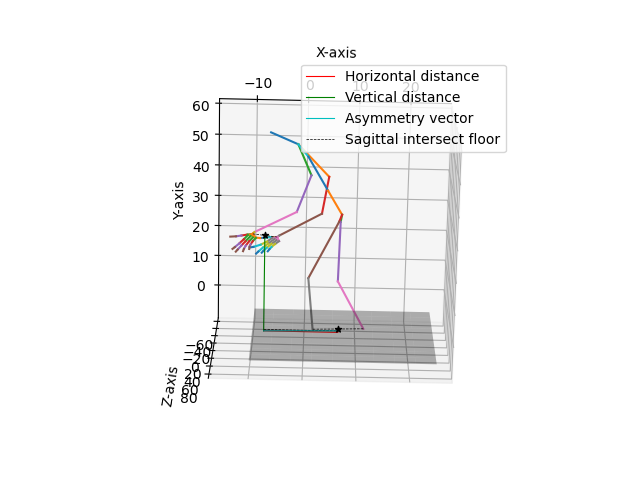 X-axis
−10 0 10 20
Horizontal distance
Vertical distance
Asymmetry vector
Sagittal intersect floor
60
50
40
30
20
10
0
Y-axis
−60
−40
−20
0
20
40
60
80
Z-axis